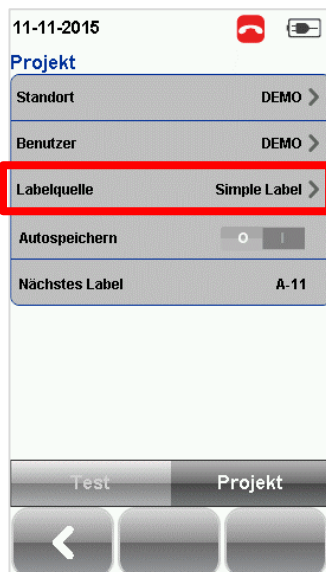 11-11-2015
Projekt
Standort DEMO
Benutzer DEMO
Labelquelle Simple Label
Autospeichern O I
Nächstes Label A-11
Test Projekt